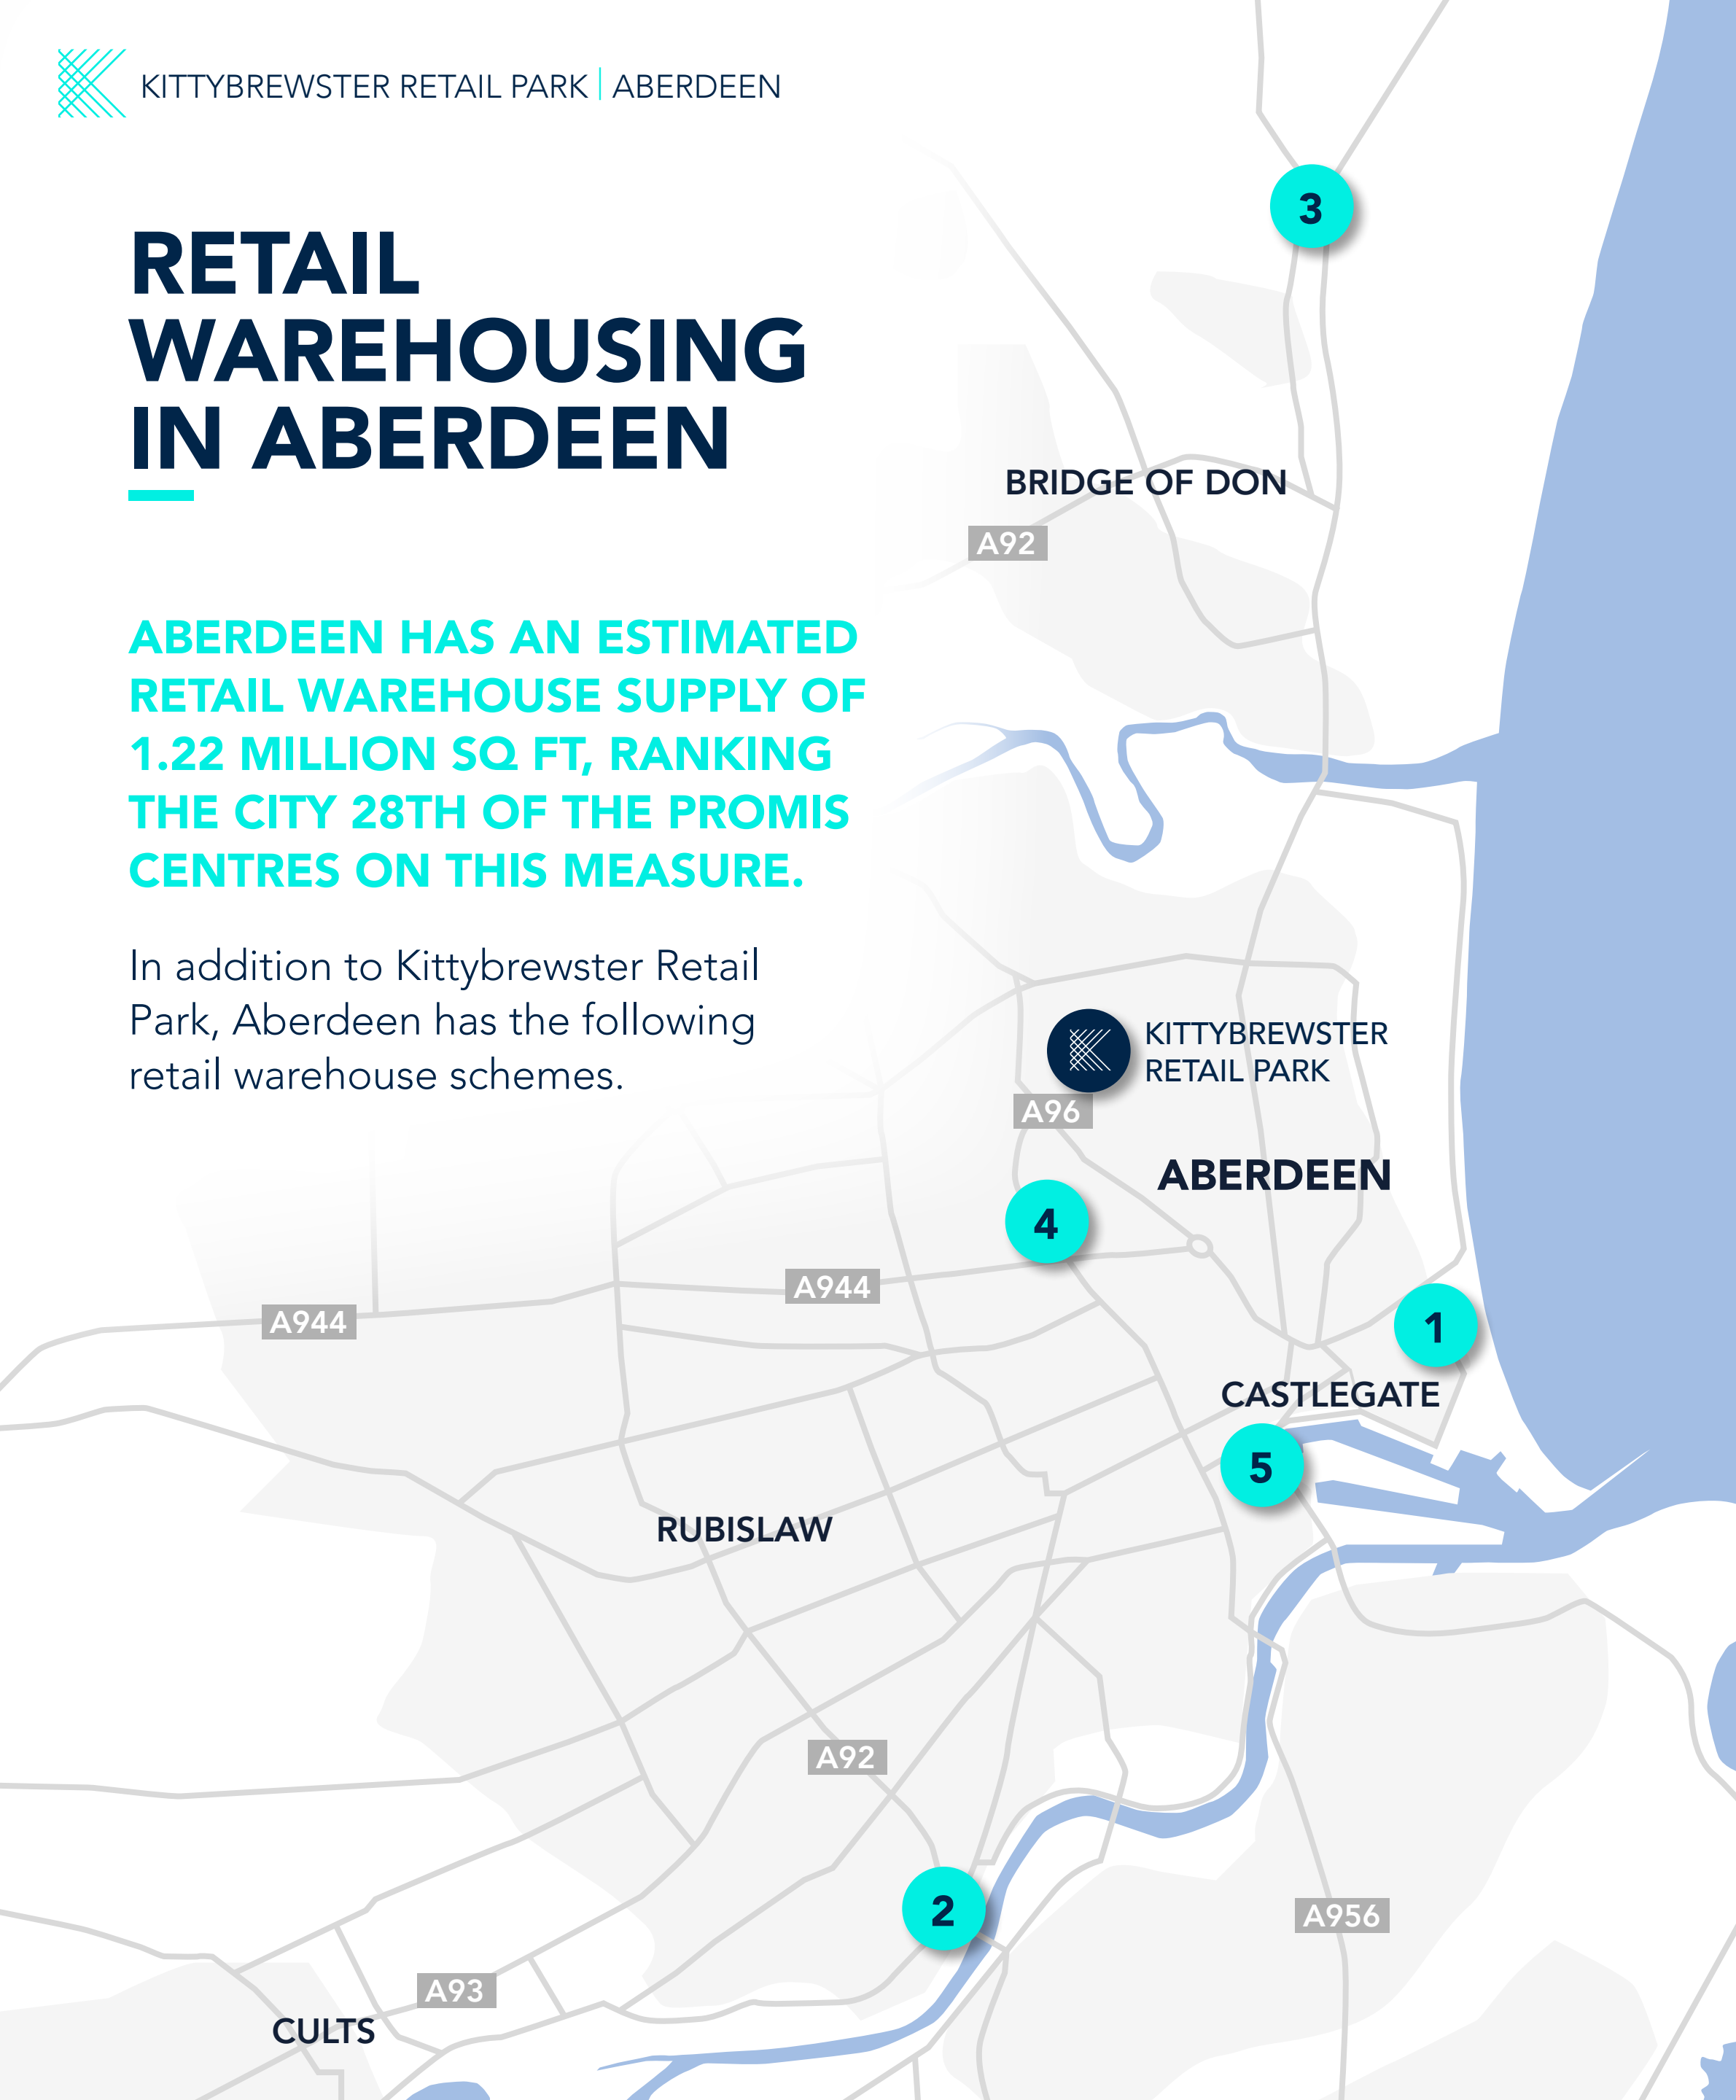 KITTYBREWSTER RETAIL PARK | ABERDEEN
RETAIL
WAREHOUSING
IN ABERDEEN
ABERDEEN HAS AN ESTIMATED
RETAIL WAREHOUSE SUPPLY OF
1.22 MILLION SQ FT, RANKING
THE CITY 28TH OF THE PROMIS
CENTRES ON THIS MEASURE.
In addition to Kittybrewster Retail
Park, Aberdeen has the following
retail warehouse schemes.
3
BRIDGE OF DON
A92
KITTYBREWSTER
RETAIL PARK
A96
ABERDEEN
4
A944
A944
1
CASTLEGATE
5
RUBISLAW
A92
2
A956
A93
CULTS